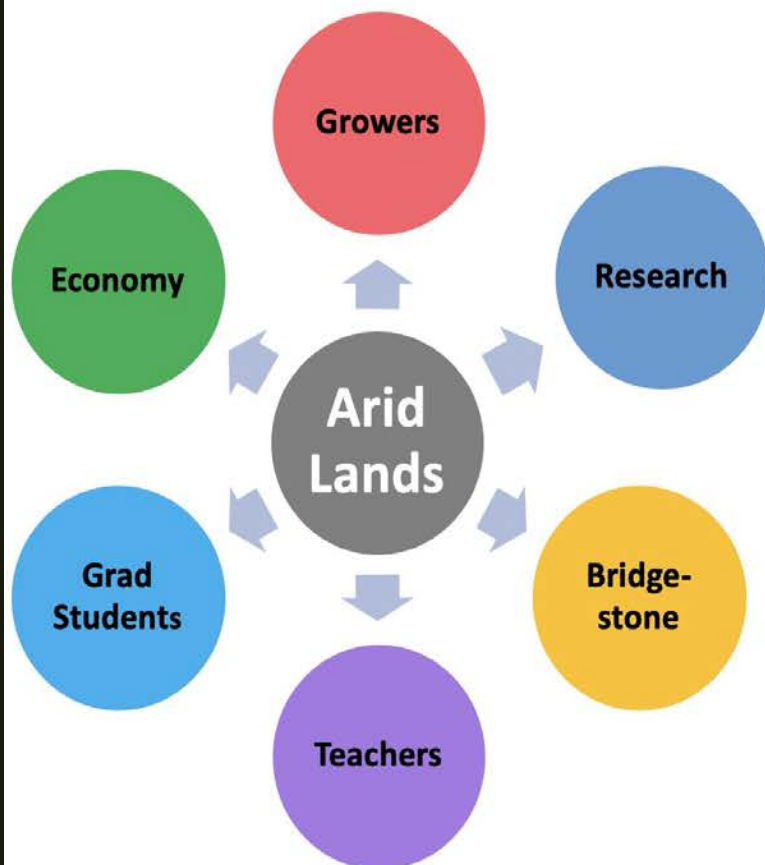 Growers
Economy
Research
Arid
Lands
Grad
Students
Bridge-
stone
Teachers